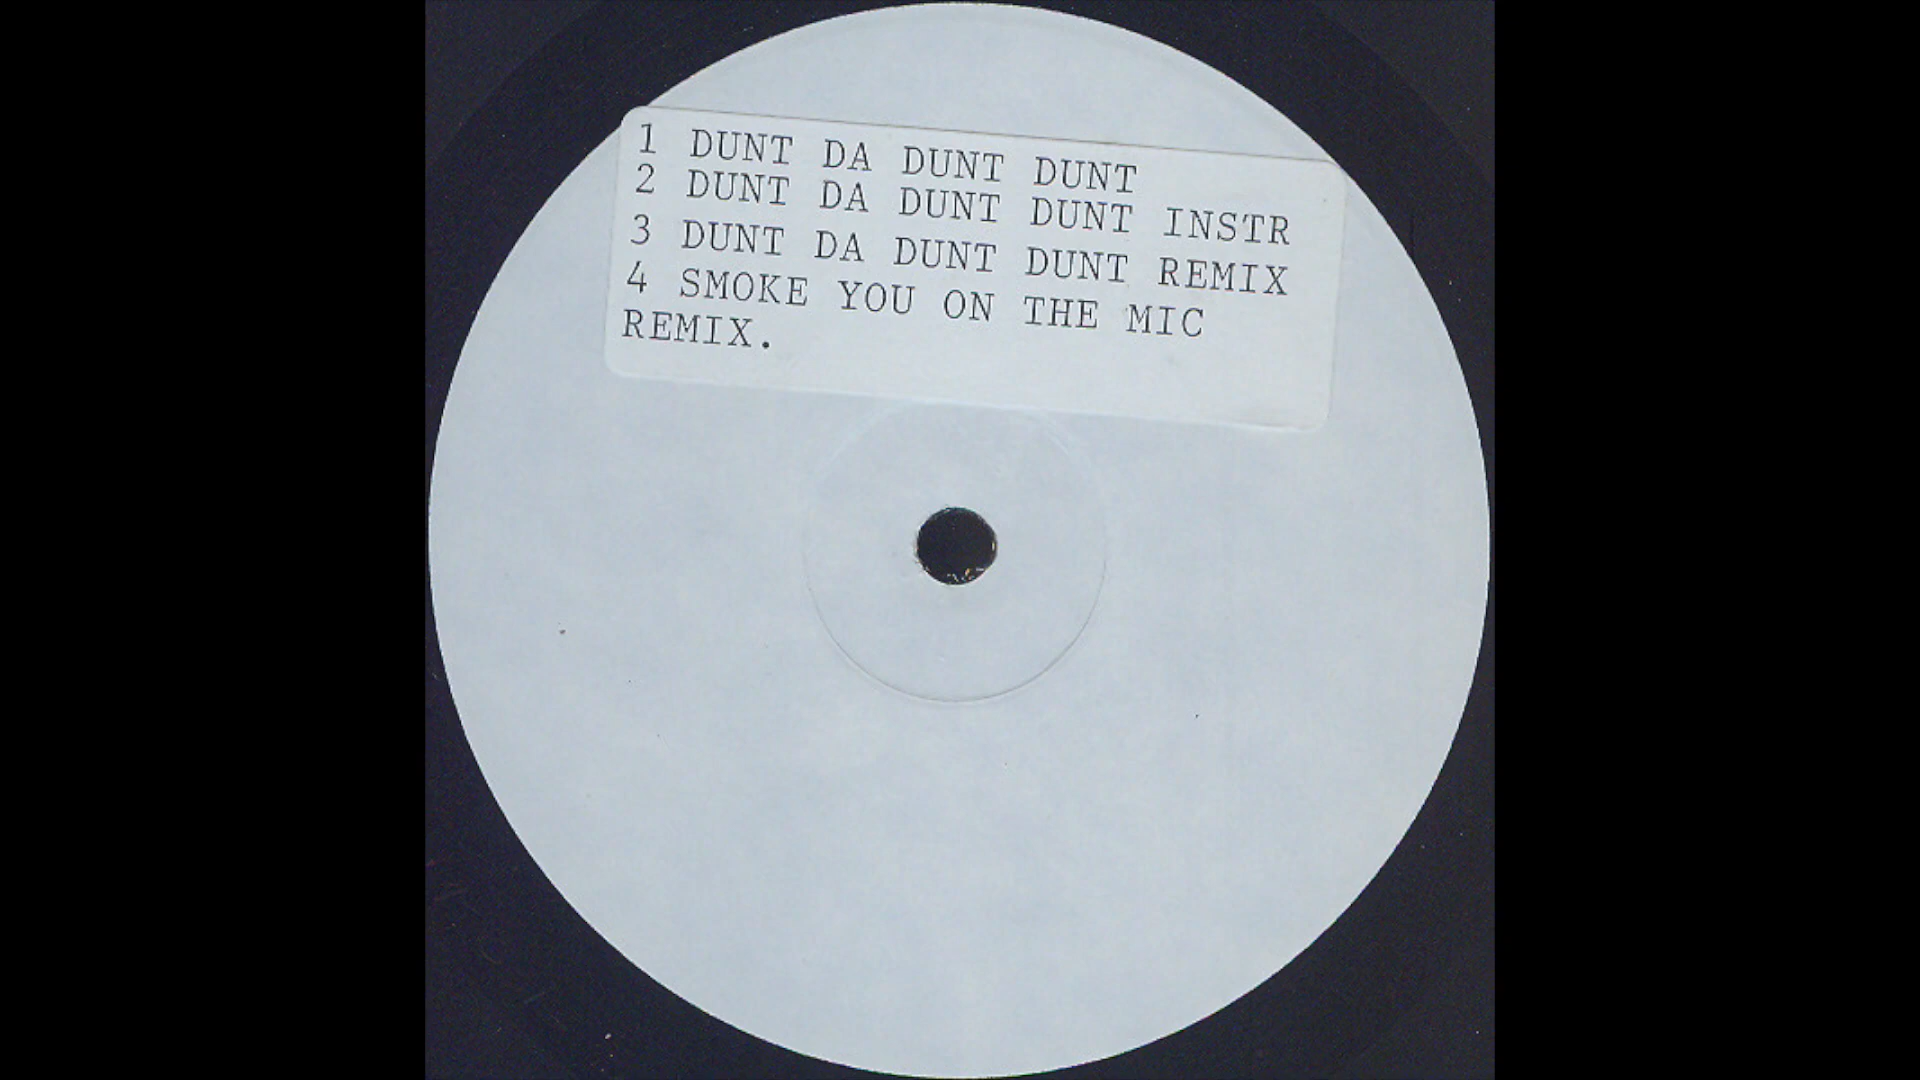 1 DUNT DA DUNT DUNT
2 DUNT DA DUNT DUNT INSTR
3 DUNT DA DUNT DUNT REMIX
4 SMOKE YOU ON THE MIC
REMIX.